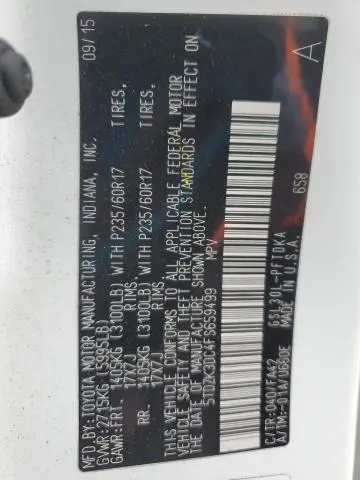 MFD.BY:TOYOTA MOTOR MANUFACTURING, INDIANA, INC. 09/15
GVWR:2715KG (5995LB)
GAWR:FRT. 1405KG (3100LB) WITH P235/60R17 TIRES,
17X7J RIMS
RR. 1405KG (3100LB) WITH P235/60R17 TIRES,
17X7J RIMS
THIS VEHICLE CONFORMS TO ALL APPLICABLE FEDERAL MOTOR
VEHICLE SAFETY AND THEFT PREVENTION STANDARDS IN EFFECT ON
THE DATE OF MANUFACTURE SHOWN ABOVE.
5TDZK3DC4FS659499 MPV
C/TR:040/FA42 GSL30L-PFTDKA A
A/TM:-01A/U660E MADE IN U.S.A. 658